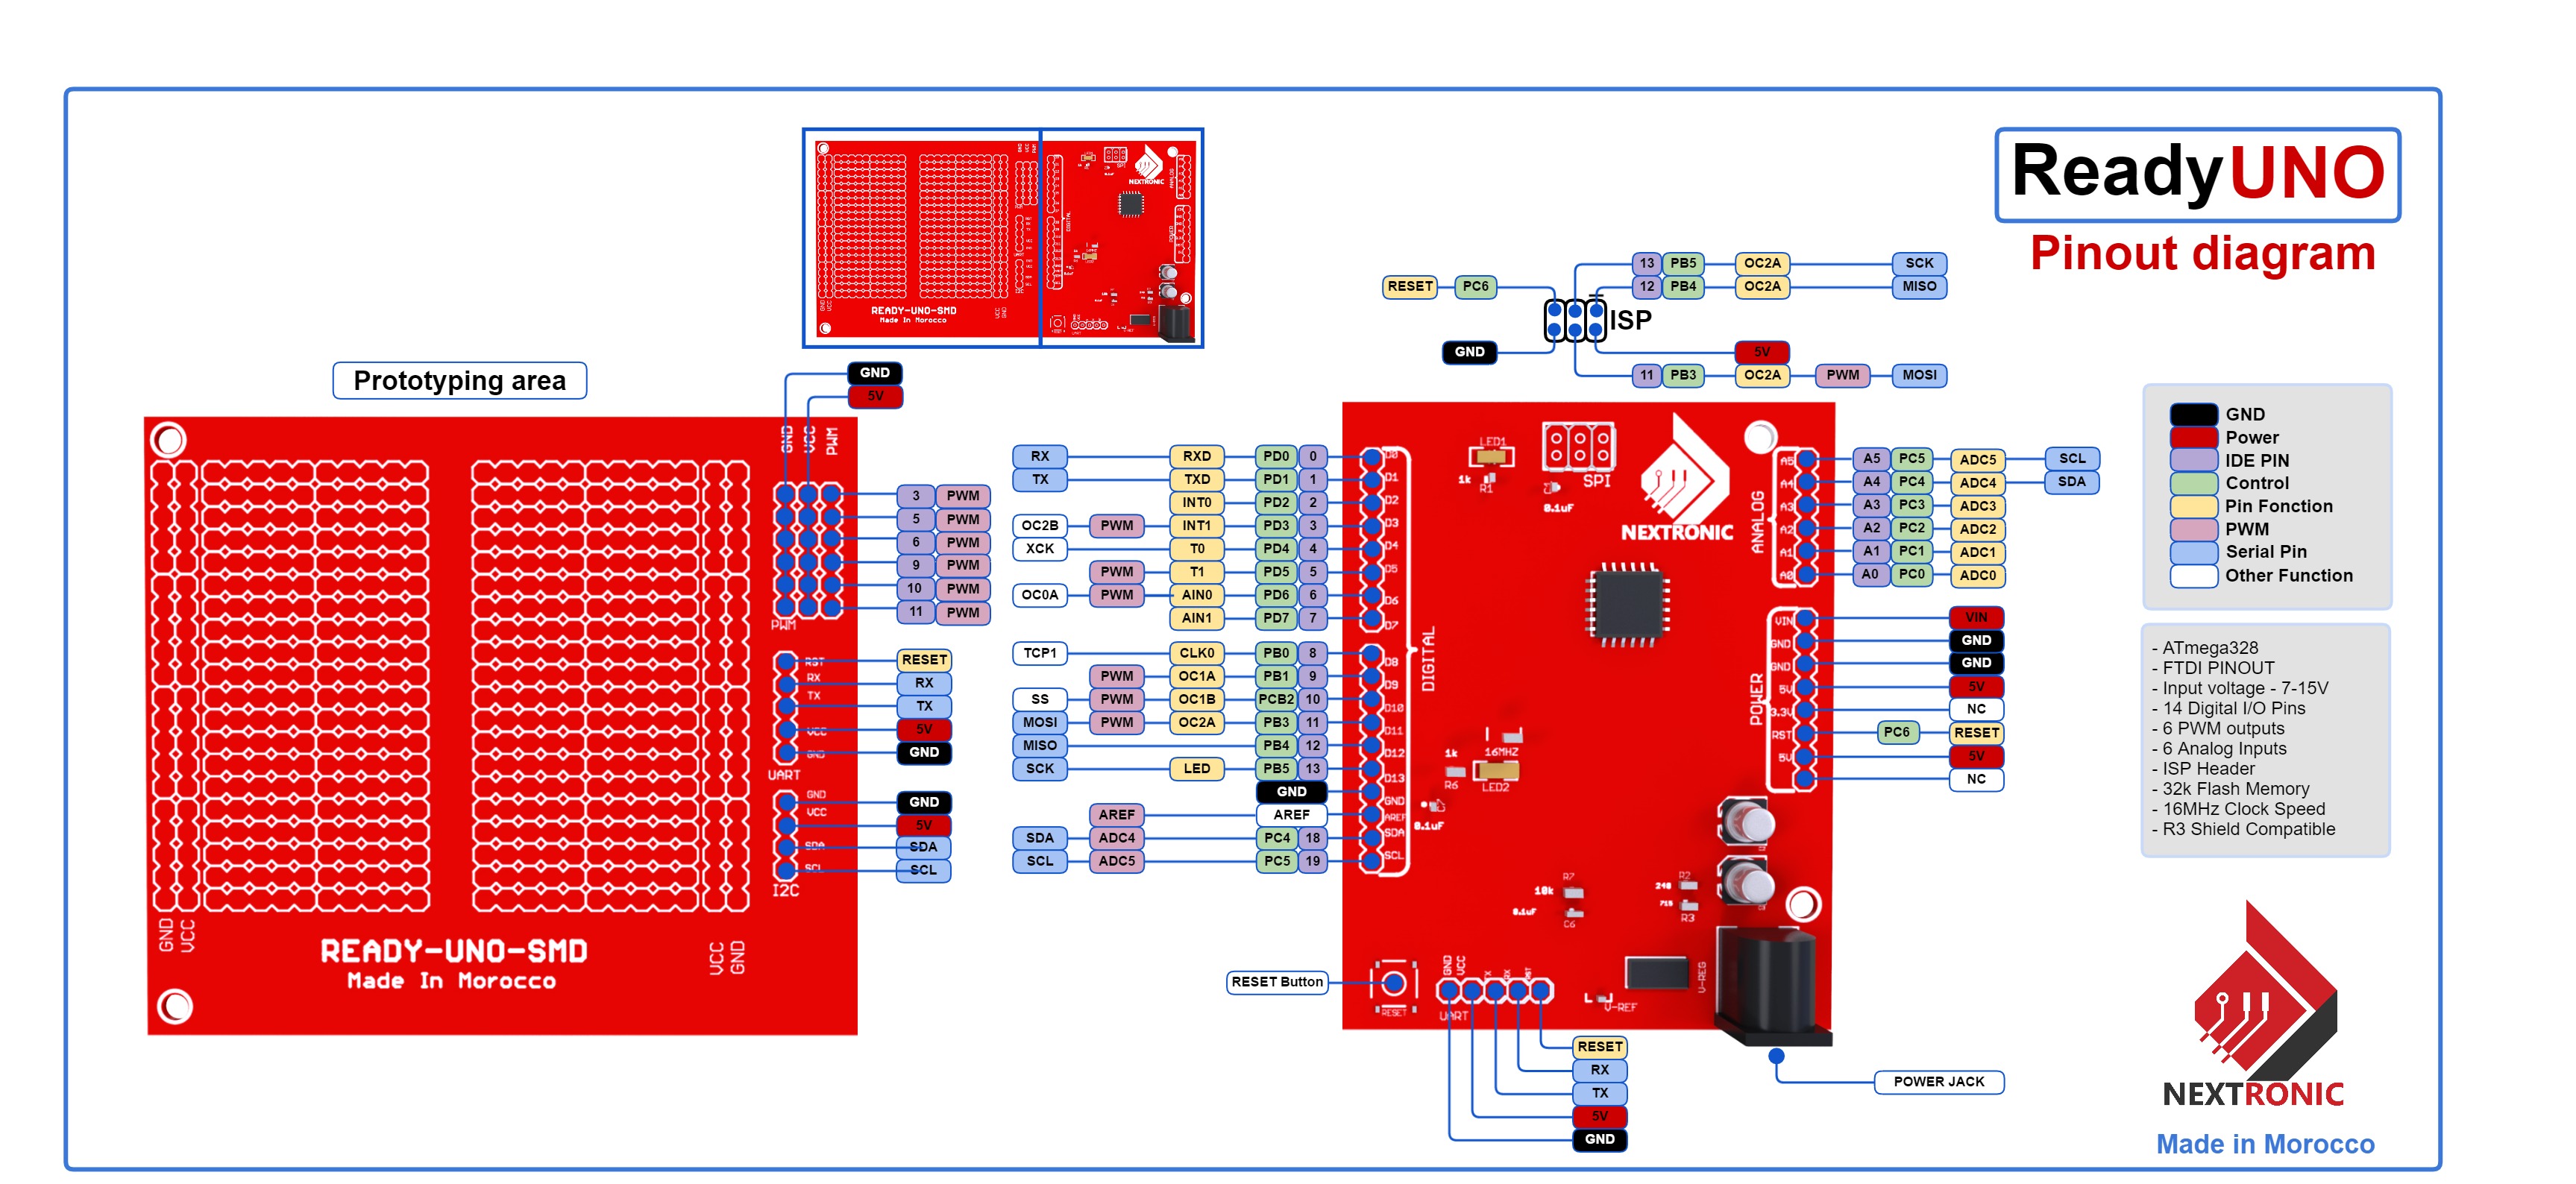 ReadyUNO
Pinout diagram
GND VCC PWM
SPI
NEXTRONIC
ANALOG
DIGITAL
POWER
READY-UNO-SMD
Made In Morocco
GND VCC
VCC GND
13 PB5 OC2A SCK
RESET PC6
12 PB4 OC2A MISO
ISP
GND
5V
11 PB3 OC2A PWM MOSI
Prototyping area
GND
5V
GND VCC PWM
3 PWM
5 PWM
6 PWM
9 PWM
10 PWM
11 PWM
PWM
RST RESET
RX RX
TX TX
VCC 5V
GND GND
UART
GND GND
VCC 5V
SDA SDA
SCL SCL
I2C
GND VCC
VCC GND
READY-UNO-SMD
Made In Morocco
RX RXD PD0 0 D0
TX TXD PD1 1 D1
INT0 PD2 2 D2
OC2B PWM INT1 PD3 3 D3
XCK T0 PD4 4 D4
PWM T1 PD5 5 D5
OC0A PWM AIN0 PD6 6 D6
AIN1 PD7 7 D7
TCP1 CLK0 PB0 8 D8
PWM OC1A PB1 9 D9
SS PWM OC1B PCB2 10 D10
MOSI PWM OC2A PB3 11 D11
MISO PB4 12 D12
SCK LED PB5 13 D13
GND GND
AREF AREF AREF
SDA ADC4 PC4 18 SDA
SCL ADC5 PC5 19 SCL
DIGITAL
LED1
1k
R1
0.1uF
SPI
NEXTRONIC
ANALOG
A5 A5 PC5 ADC5 SCL
A4 A4 PC4 ADC4 SDA
A3 A3 PC3 ADC3
A2 A2 PC2 ADC2
A1 A1 PC1 ADC1
A0 A0 PC0 ADC0
POWER
VIN VIN
GND GND
GND GND
5V 5V
3.3V NC
RST PC6 RESET
5V 5V
NC
16MHZ
1k
R6
LED2
0.1uF
R7
10k
0.1uF
C6
R2
240
715
R3
V-REG
V-REF
RESET Button
RESET
GND VCC TX RX RST
UART
RESET
RX
TX
5V
GND
POWER JACK
GND
Power
IDE PIN
Control
Pin Fonction
PWM
Serial Pin
Other Function
- ATmega328
- FTDI PINOUT
- Input voltage - 7-15V
- 14 Digital I/O Pins
- 6 PWM outputs
- 6 Analog Inputs
- ISP Header
- 32k Flash Memory
- 16MHz Clock Speed
- R3 Shield Compatible
NEXTRONIC
Made in Morocco